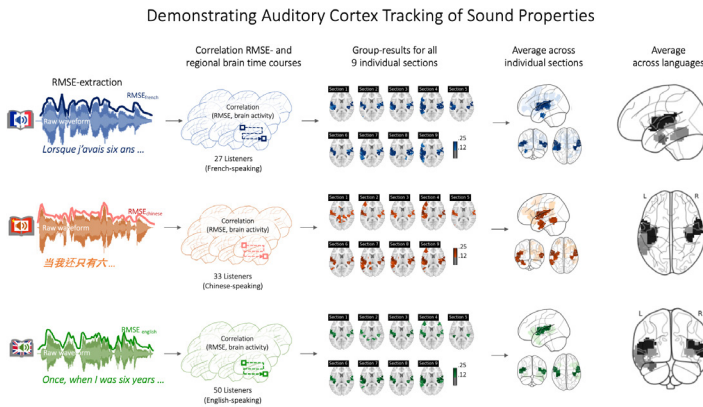 Demonstrating Auditory Cortex Tracking of Sound Properties
RMSE-extraction
Correlation RMSE- and
regional brain time courses
Group-results for all
9 individual sections
Average across
individual sections
Average
across languages
RMSEfrench
Raw waveform
Lorsque j'avais six ans ...
Correlation
(RMSE, brain activity)
27 Listeners
(French-speaking)
Section 1
Section 2
Section 3
Section 4
Section 5
Section 6
Section 7
Section 8
Section 9
.25
.12
RMSEchinese
Raw waveform
当我还只有六 ...
Correlation
(RMSE, brain activity)
33 Listeners
(Chinese-speaking)
Section 1
Section 2
Section 3
Section 4
Section 5
Section 6
Section 7
Section 8
Section 9
.25
.12
L R
RMSE english
Raw waveform
Once, when I was six years ...
Correlation
(RMSE, brain activity)
50 Listeners
(English-speaking)
Section 1
Section 2
Section 3
Section 4
Section 5
Section 6
Section 7
Section 8
Section 9
.25
.12
L R